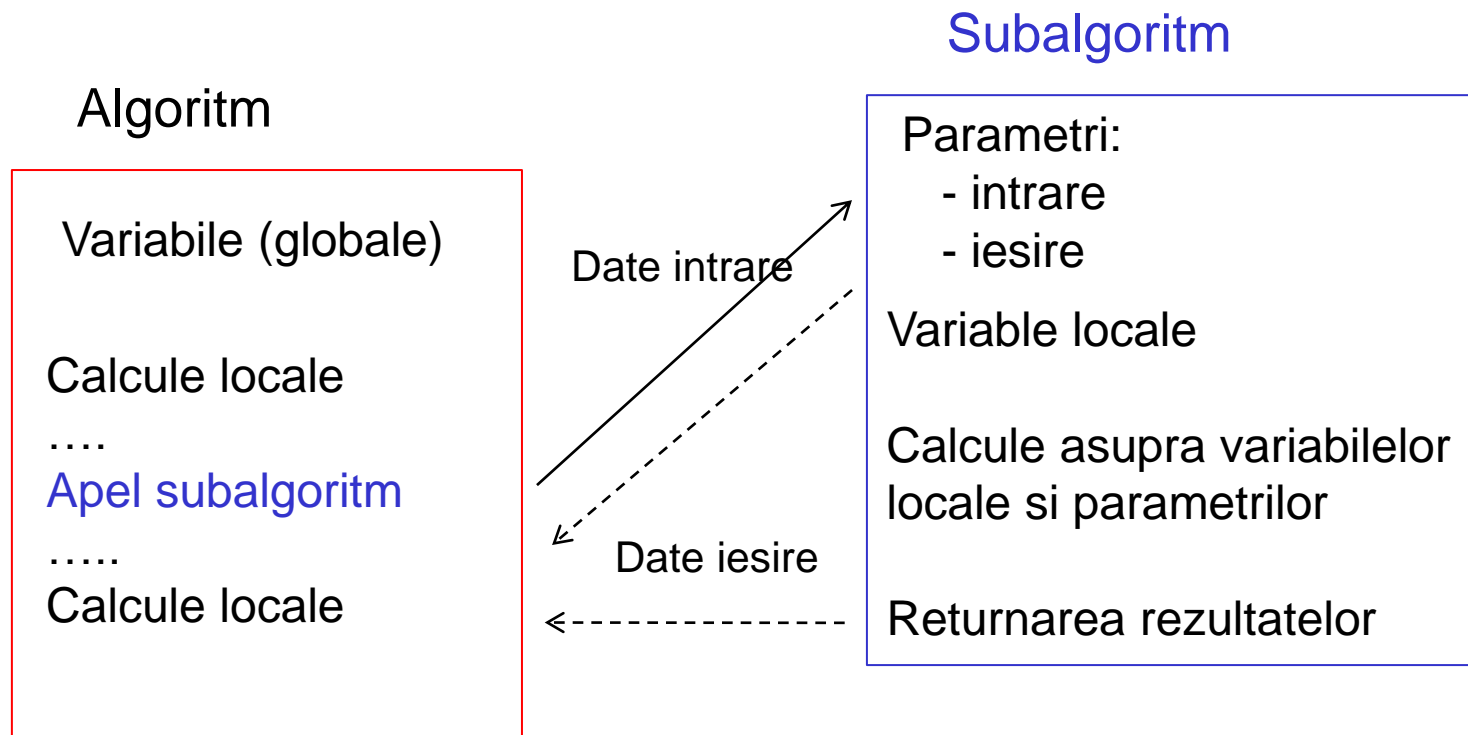 Algoritm
Variabile (globale)
Calcule locale
….
Apel subalgoritm
…..
Calcule locale
Date intrare
Date iesire
Subalgoritm
Parametri:
- intrare
- iesire
Variable locale
Calcule asupra variabilelor
locale si parametrilor
Returnarea rezultatelor